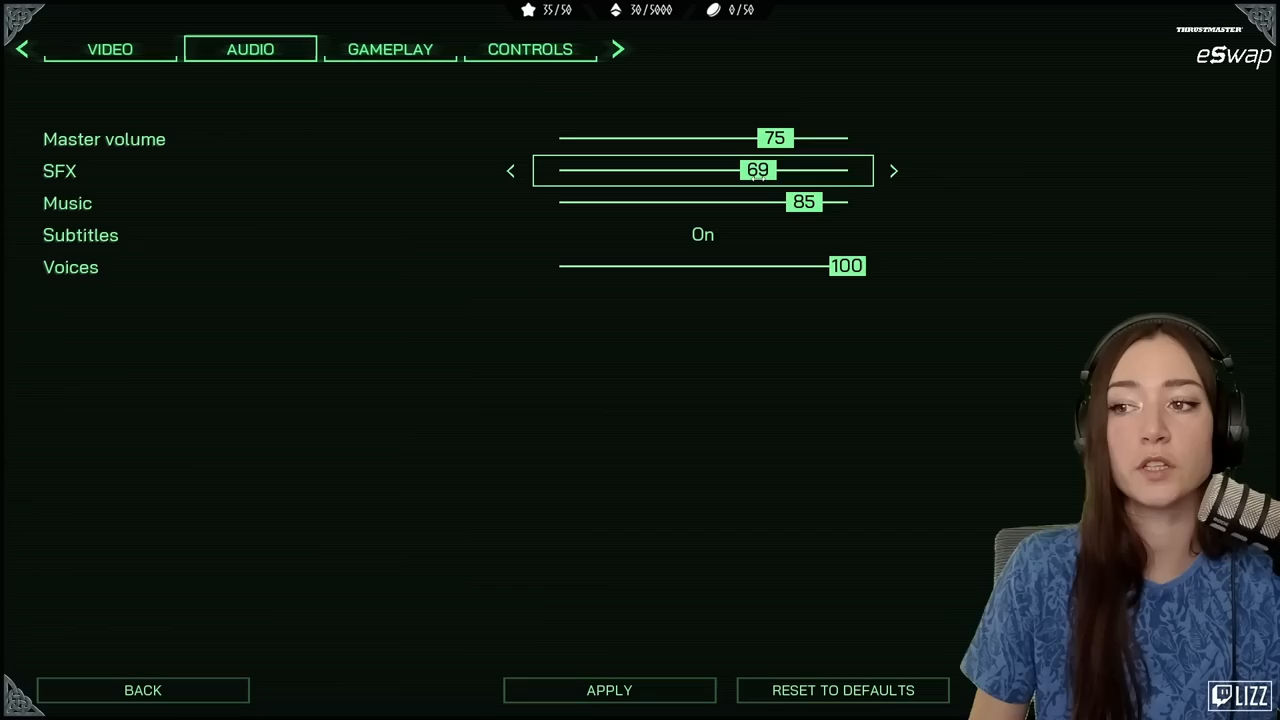 35/50 30/5000 0/50
VIDEO AUDIO GAMEPLAY CONTROLS
THRUSTMASTER
eSwap
Master volume 75
SFX 69
Music 85
Subtitles On
Voices 100
BACK APPLY RESET TO DEFAULTS
LIZZ